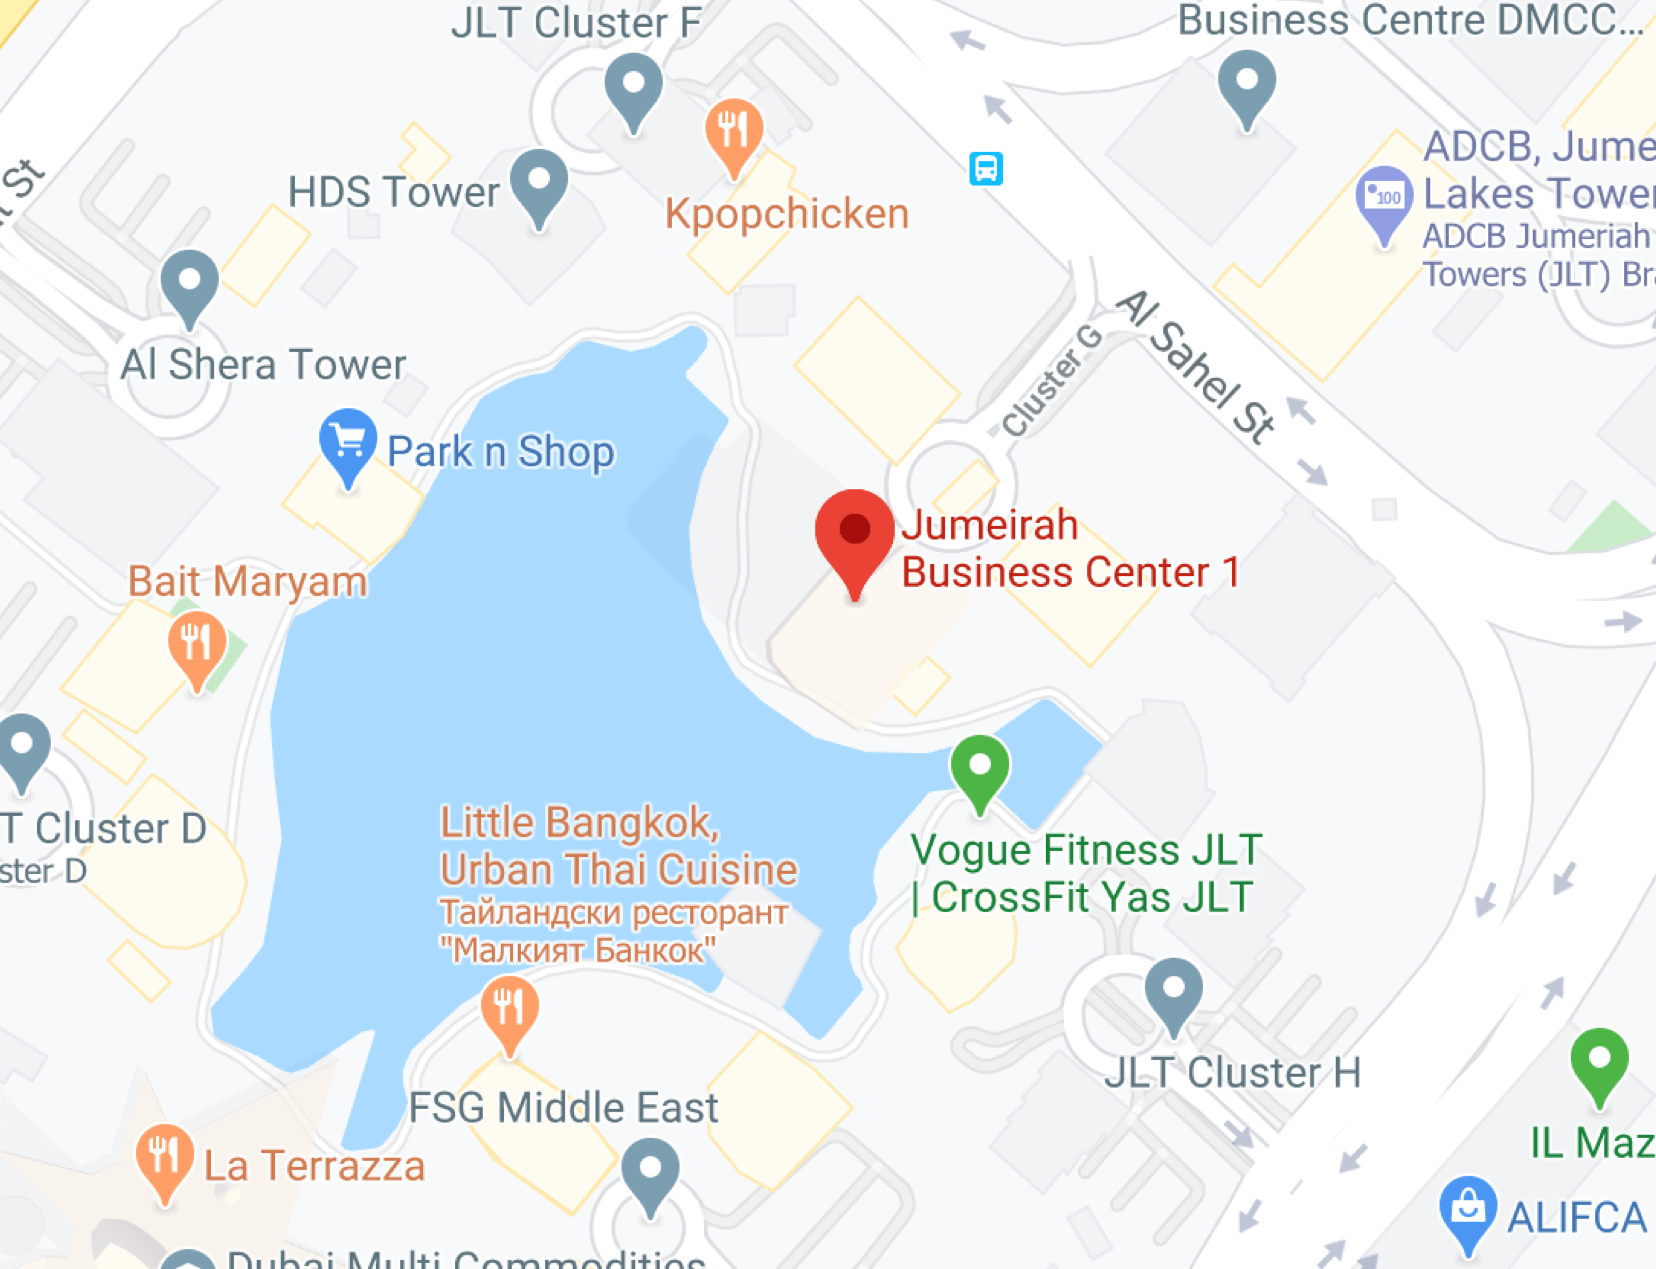 JLT Cluster F
Business Centre DMCC...
ADCB, Jume
Lakes Tower
ADCB Jumeriah
Towers (JLT) Bra
St
HDS Tower
Kpopchicken
Al Shera Tower
Cluster G
Al Sahel St
Park n Shop
Jumeirah
Business Center 1
Bait Maryam
T Cluster D
ster D
Little Bangkok,
Urban Thai Cuisine
Тайландски ресторант
"Малкият Банкок"
Vogue Fitness JLT
| CrossFit Yas JLT
JLT Cluster H
FSG Middle East
IL Maz
La Terrazza
ALIFCA
Dubai Multi Commodities
100